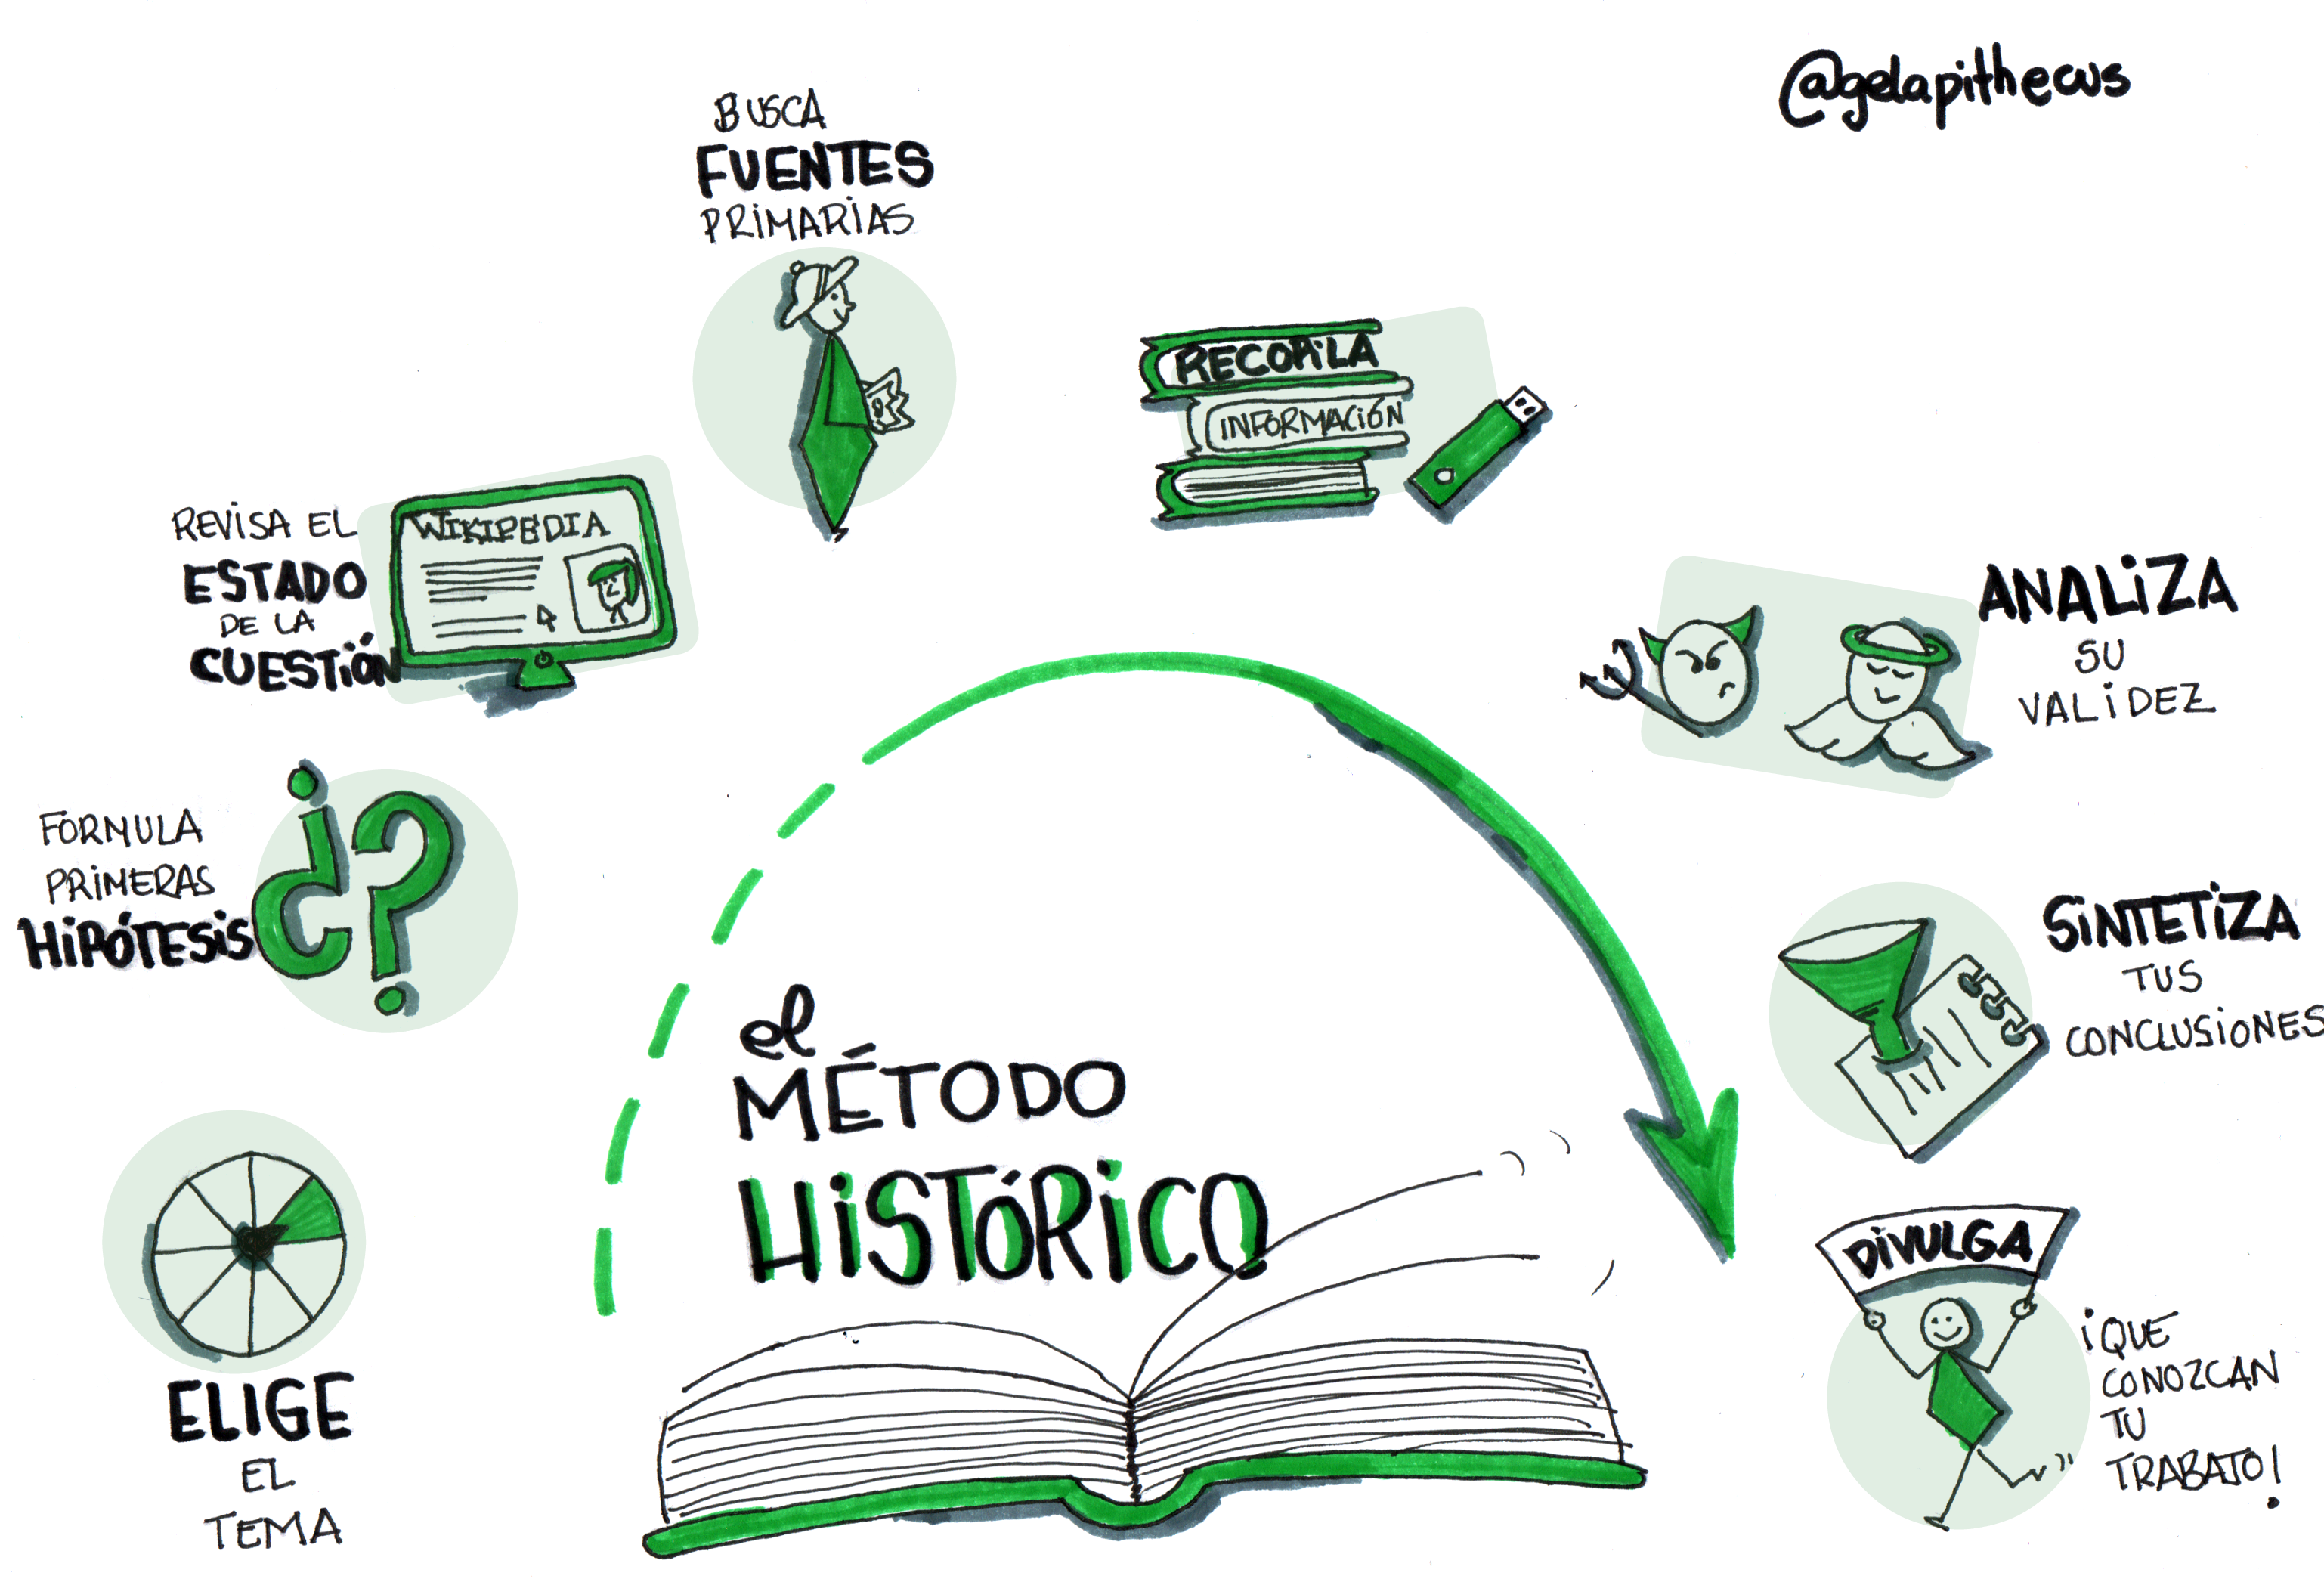 @gelapithecus
ELIGE
EL
TEMA
FORMULA
PRIMERAS
HIPÓTESIS
REVISA EL
ESTADO
DE LA
CUESTIÓN
WIKIPEDIA
BUSCA
FUENTES
PRIMARIAS
RECOPILA
INFORMACIÓN
ANALIZA
SU
VALIDEZ
SINTETIZA
TUS
CONCLUSIONES
DIVULGA
¡QUE
CONOZCAN
TU
TRABAJO!
el
MÉTODO
HISTÓRICO